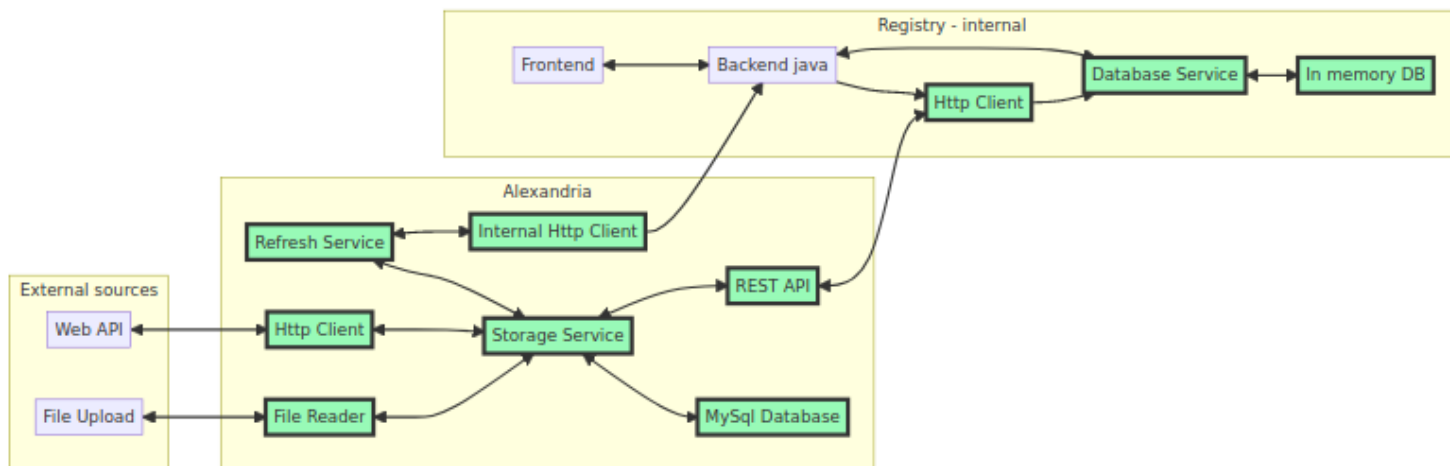 Registry - internal
Frontend
Backend java
Database Service
In memory DB
Http Client
Alexandria
Refresh Service
Internal Http Client
REST API
External sources
Web API
Http Client
Storage Service
File Upload
File Reader
MySql Database